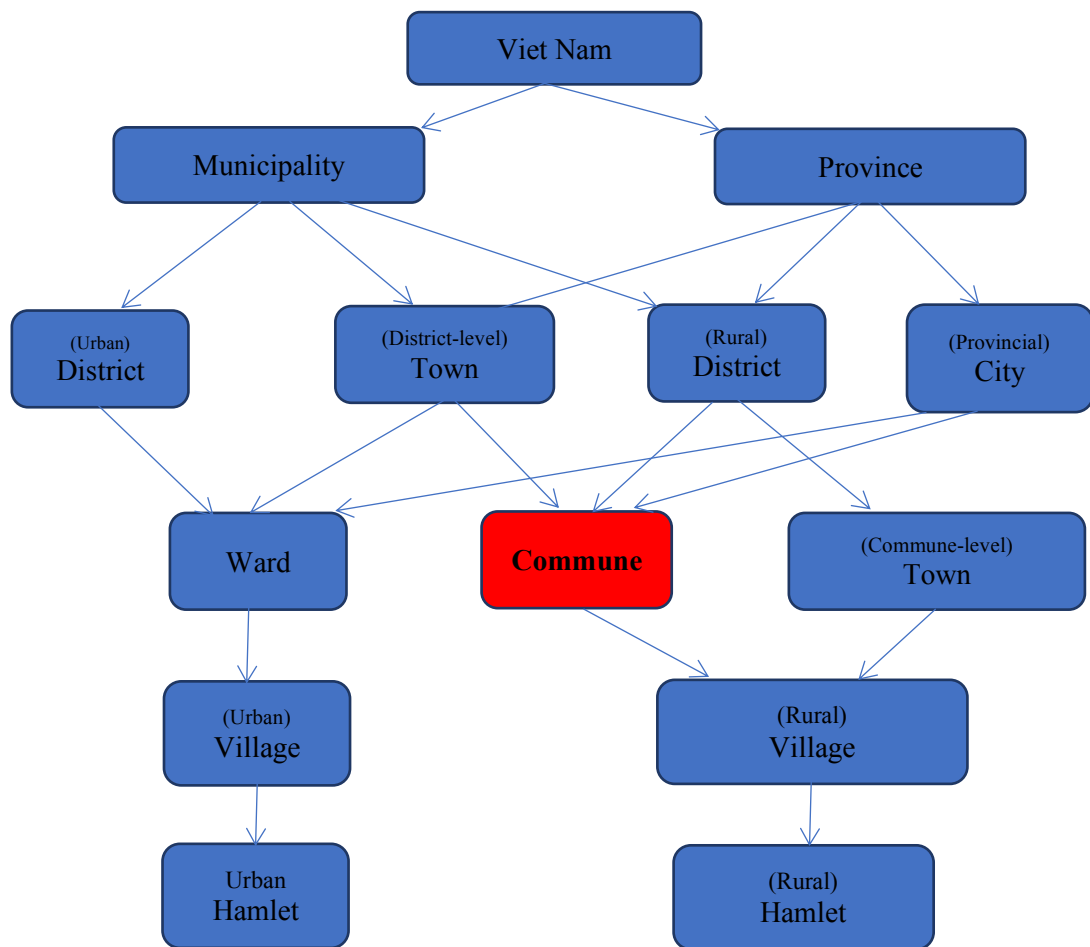 Viet Nam
Municipality
Province
(Urban)
District
(District-level)
Town
(Rural)
District
(Provincial)
City
Ward
Commune
(Commune-level)
Town
(Urban)
Village
(Rural)
Village
Urban
Hamlet
(Rural)
Hamlet